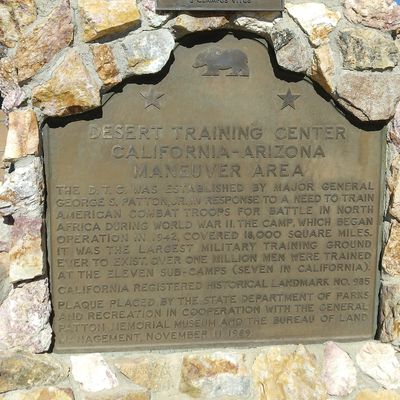 E CLAMPUS VITUS
DESERT TRAINING CENTER
CALIFORNIA-ARIZONA
MANEUVER AREA
THE D.T.C. WAS ESTABLISHED BY MAJOR GENERAL
GEORGE S. PATTON, JR. IN RESPONSE TO A NEED TO TRAIN
AMERICAN COMBAT TROOPS FOR BATTLE IN NORTH
AFRICA DURING WORLD WAR II. THE CAMP, WHICH BEGAN
OPERATION IN 1942, COVERED 18,000 SQUARE MILES.
IT WAS THE LARGEST MILITARY TRAINING GROUND
EVER TO EXIST. OVER ONE MILLION MEN WERE TRAINED
AT THE ELEVEN SUB-CAMPS (SEVEN IN CALIFORNIA).
CALIFORNIA REGISTERED HISTORICAL LANDMARK NO. 985
PLAQUE PLACED BY THE STATE DEPARTMENT OF PARKS
AND RECREATION IN COOPERATION WITH THE GENERAL
PATTON MEMORIAL MUSEUM AND THE BUREAU OF LAND
MANAGEMENT, NOVEMBER 11, 1989.